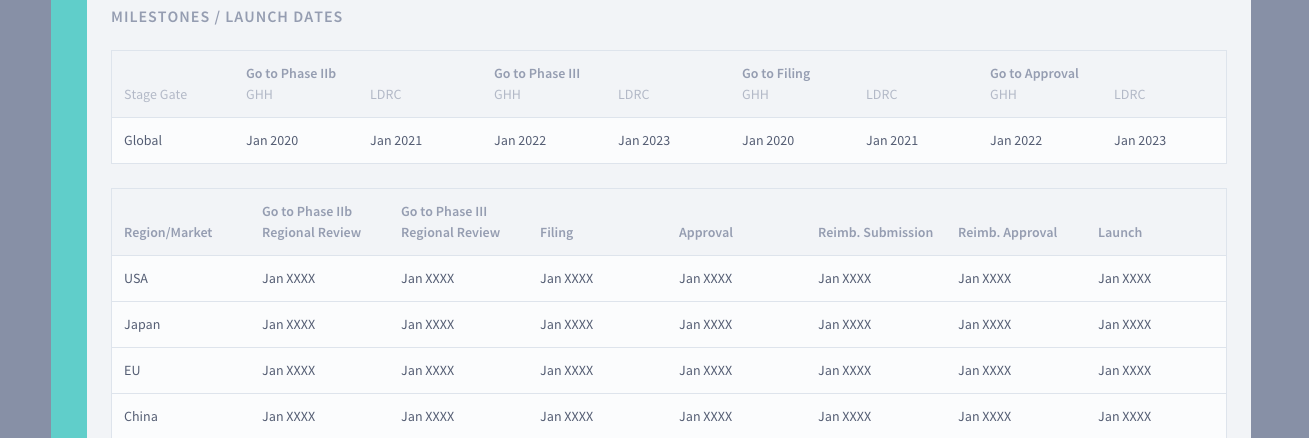 MILESTONES / LAUNCH DATES
Go to Phase IIb Go to Phase III Go to Filing Go to Approval
Stage Gate GHH LDRC GHH LDRC GHH LDRC GHH LDRC
Global Jan 2020 Jan 2021 Jan 2022 Jan 2023 Jan 2020 Jan 2021 Jan 2022 Jan 2023
Go to Phase IIb Go to Phase III
Region/Market Regional Review Regional Review Filing Approval Reimb. Submission Reimb. Approval Launch
USA Jan XXXX Jan XXXX Jan XXXX Jan XXXX Jan XXXX Jan XXXX Jan XXXX
Japan Jan XXXX Jan XXXX Jan XXXX Jan XXXX Jan XXXX Jan XXXX Jan XXXX
EU Jan XXXX Jan XXXX Jan XXXX Jan XXXX Jan XXXX Jan XXXX Jan XXXX
China Jan XXXX Jan XXXX Jan XXXX Jan XXXX Jan XXXX Jan XXXX Jan XXXX